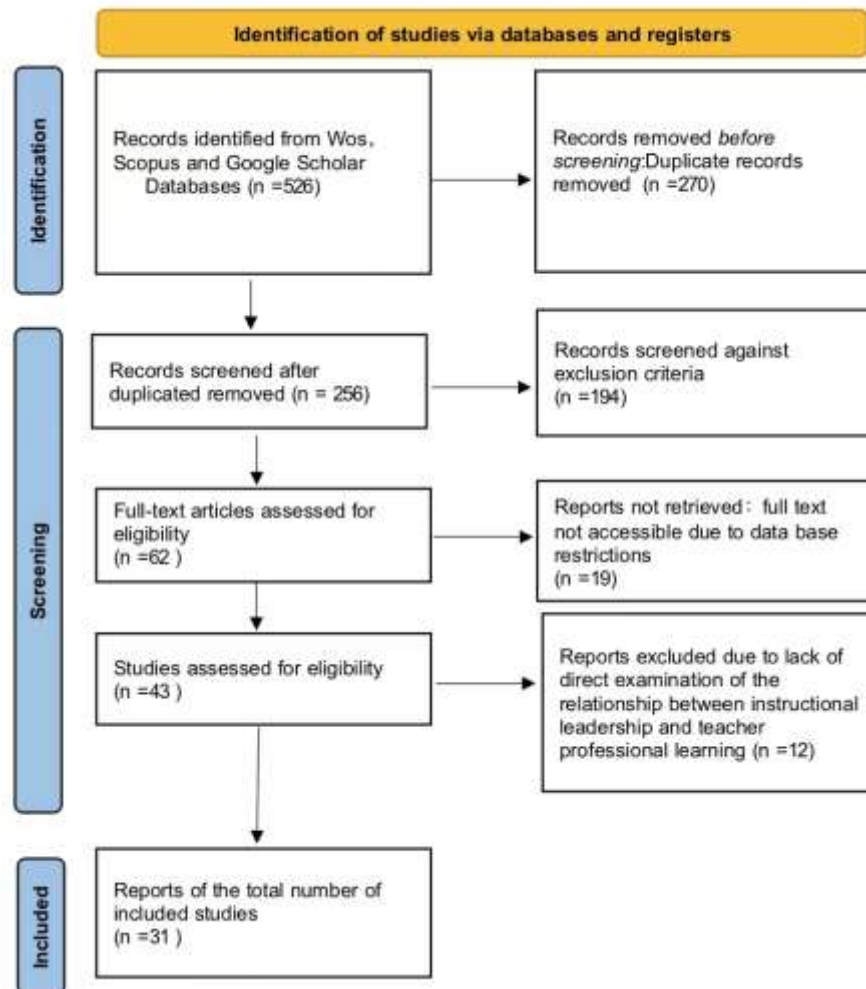 Identification of studies via databases and registers
Identification
Records identified from Wos,
Scopus and Google Scholar
Databases (n =526)
Records removed before
screening:Duplicate records
removed (n =270)
Screening
Records screened after
duplicated removed (n = 256)
Records screened against
exclusion criteria
(n =194)
Full-text articles assessed for
eligibility
(n =62 )
Reports not retrieved：full text
not accessible due to data base
restrictions
(n =19)
Studies assessed for eligibility
(n =43 )
Reports excluded due to lack of
direct examination of the
relationship between instructional
leadership and teacher
professional learning (n =12)
Included
Reports of the total number of
included studies
(n =31 )